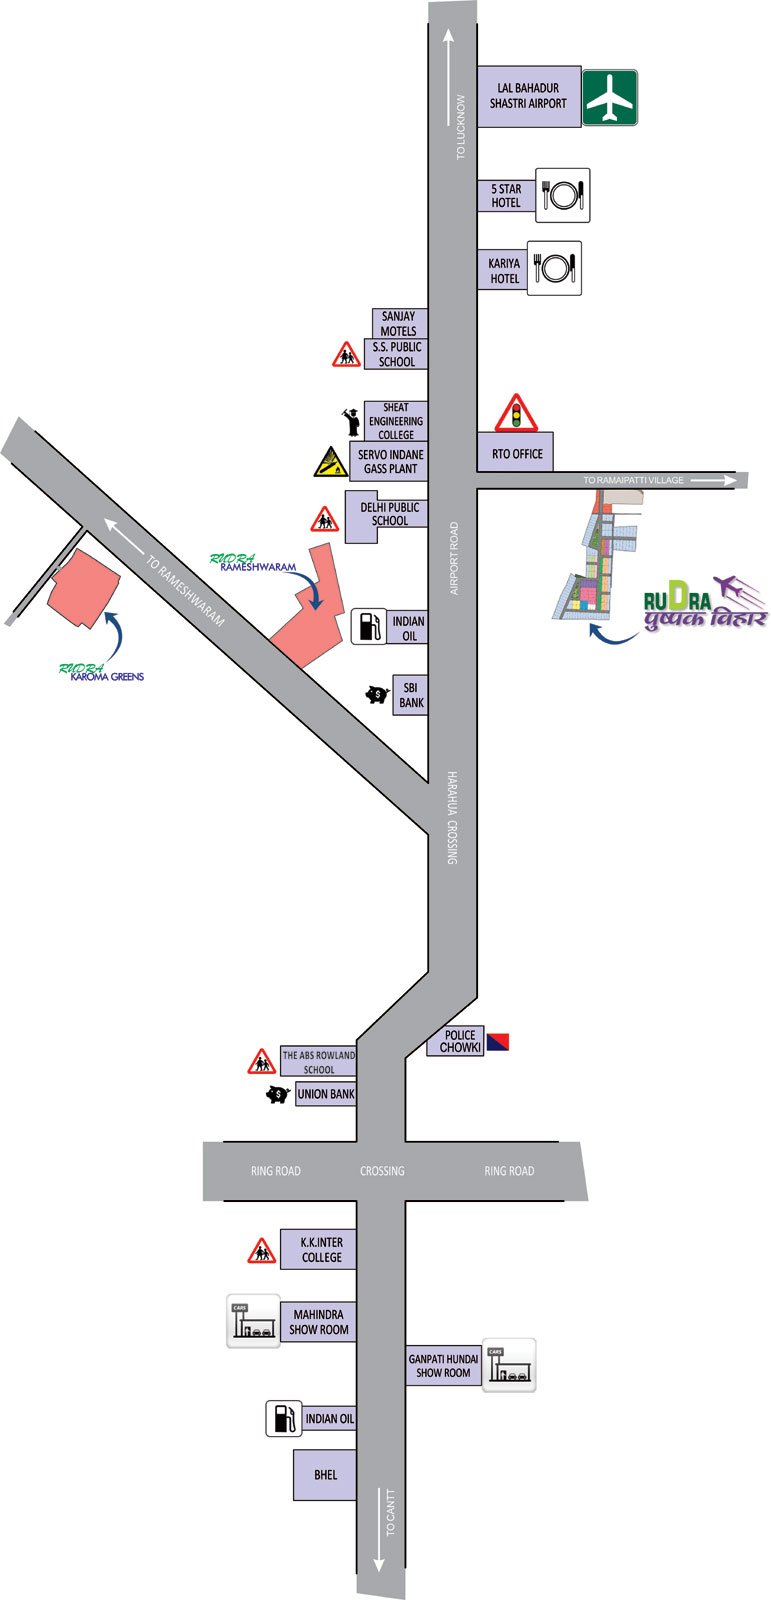 LAL BAHADUR
SHASTRI AIRPORT
TO LUCKNOW
5 STAR
HOTEL
KARIYA
HOTEL
SANJAY
MOTELS
S.S. PUBLIC
SCHOOL
SHEAT
ENGINEERING
COLLEGE
SERVO INDANE
GASS PLANT
RTO OFFICE
TO RAMAIPATTI VILLAGE
DELHI PUBLIC
SCHOOL
AIRPORT ROAD
TO RAMESHWARAM
RUDRA
RAMESHWARAM
RUDRA
पुष्पक विहार
INDIAN
OIL
RUDRA
KAROMA GREENS
SBI
BANK
HARAHUA CROSSING
POLICE
CHOWKI
THE ABS ROWLAND
SCHOOL
UNION BANK
RING ROAD CROSSING RING ROAD
K.K.INTER
COLLEGE
CARS
MAHINDRA
SHOW ROOM
GANPATI HUNDAI
SHOW ROOM
CARS
INDIAN OIL
BHEL
TO CANTT